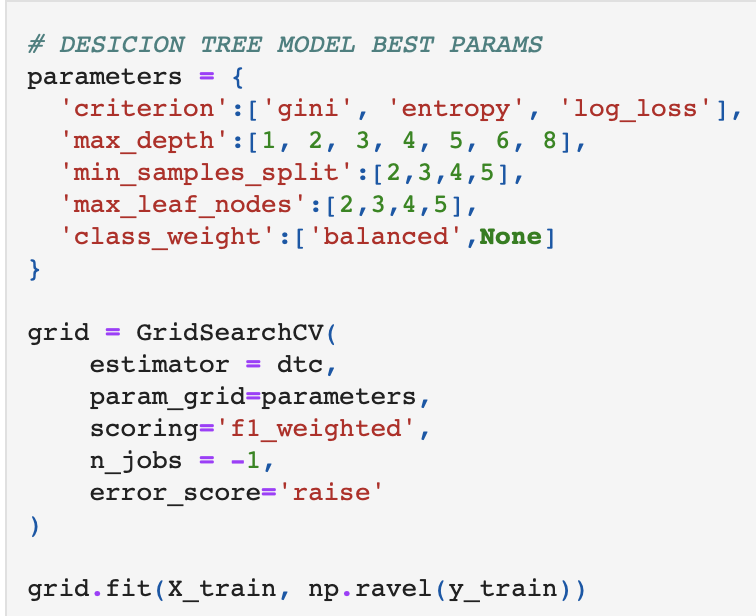 # DESICION TREE MODEL BEST PARAMS
parameters = {
  'criterion':['gini', 'entropy', 'log_loss'],
  'max_depth':[1, 2, 3, 4, 5, 6, 8],
  'min_samples_split':[2,3,4,5],
  'max_leaf_nodes':[2,3,4,5],
  'class_weight':['balanced',None]
}
grid = GridSearchCV(
    estimator = dtc,
    param_grid=parameters,
    scoring='f1_weighted',
    n_jobs = -1,
    error_score='raise'
)
grid.fit(X_train, np.ravel(y_train))